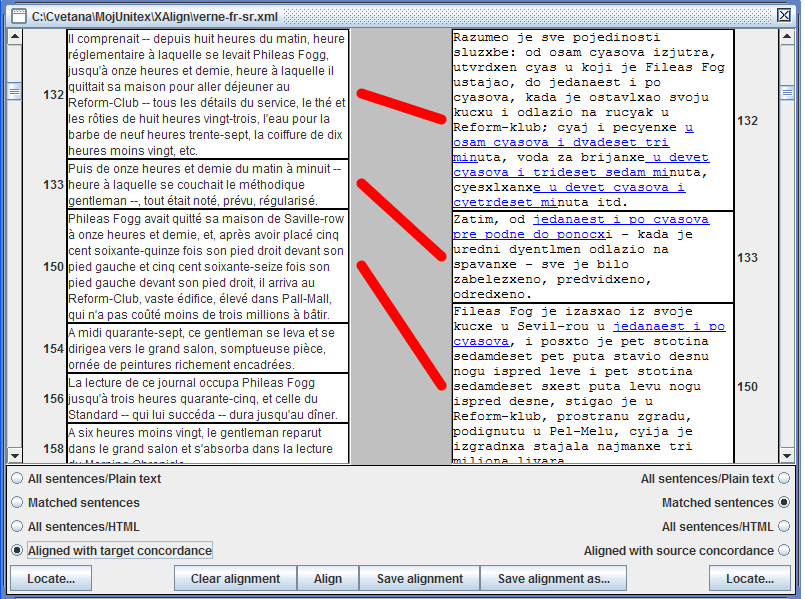 C:\Cvetana\MojUnitex\XAlign\verne-fr-sr.xml
132
Il comprenait -- depuis huit heures du matin, heure
réglementaire à laquelle se levait Phileas Fogg,
jusqu'à onze heures et demie, heure à laquelle il
quittait sa maison pour aller déjeuner au
Reform-Club -- tous les détails du service, le thé et
les rôties de huit heures vingt-trois, l'eau pour la
barbe de neuf heures trente-sept, la coiffure de dix
heures moins vingt, etc.
133
Puis de onze heures et demie du matin à minuit --
heure à laquelle se couchait le méthodique
gentleman --, tout était noté, prévu, régularisé.
150
Phileas Fogg avait quitté sa maison de Saville-row
à onze heures et demie, et, après avoir placé cinq
cent soixante-quinze fois son pied droit devant son
pied gauche et cinq cent soixante-seize fois son
pied gauche devant son pied droit, il arriva au
Reform-Club, vaste édifice, élevé dans Pall-Mall,
qui n'a pas coûté moins de trois millions à bâtir.
154
A midi quarante-sept, ce gentleman se leva et se
dirigea vers le grand salon, somptueuse pièce,
ornée de peintures richement encadrées.
156
La lecture de ce journal occupa Phileas Fogg
jusqu'à trois heures quarante-cinq, et celle du
Standard -- qui lui succéda -- dura jusqu'au dîner.
158
A six heures moins vingt, le gentleman reparut
dans le grand salon et s'absorba dans la lecture
du Morning Chronicle.
Razumeo je sve pojedinosti
sluzxbe: od osam cyasova izjutra,
utvrdxen cyas u koji je Fileas Fog
ustajao, do jedanaest i po
cyasova, kada je ostavlxao svoju
kucxu i odlazio na rucyak u
Reform-klub; cyaj i pecyenxe u
osam cyasova i dvadeset tri
minuta, voda za brijanxe u devet
cyasova i trideset sedam minuta,
cyesxlxanxe u devet cyasova i
cvetrdeset minuta itd.
132
Zatim, od jedanaest i po cyasova
pre podne do ponocxi - kada je
uredni dyentlmen odlazio na
spavanxe - sve je bilo
zabelezxeno, predvidxeno,
odredxeno.
133
Fileas Fog je izasxao iz svoje
kucxe u Sevil-rou u jedanaest i po
cyasova, i posxto je pet stotina
sedamdeset pet puta stavio desnu
nogu ispred leve i pet stotina
sedamdeset sxest puta levu nogu
ispred desne, stigao je u
Reform-klub, prostranu zgradu,
podignutu u Pel-Melu, cyija je
izgradnxa stajala najmanxe tri
miliona livara.
150
All sentences/Plain text
Matched sentences
All sentences/HTML
Aligned with target concordance
All sentences/Plain text
Matched sentences
All sentences/HTML
Aligned with source concordance
Locate... Clear alignment Align Save alignment Save alignment as... Locate...